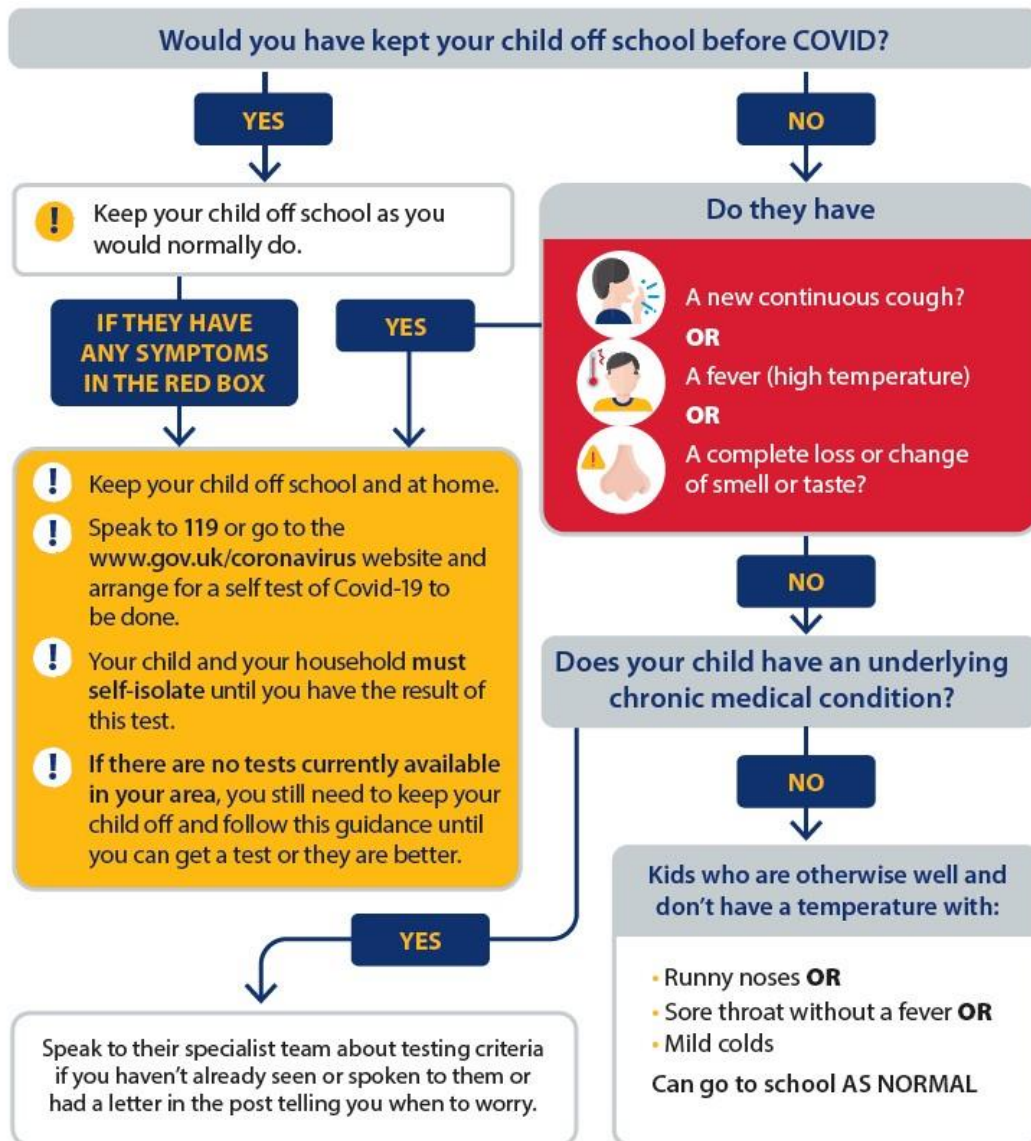 Would you have kept your child off school before COVID?
YES
NO
Keep your child off school as you
would normally do.
IF THEY HAVE
ANY SYMPTOMS
IN THE RED BOX
YES
Do they have
A new continuous cough?
OR
A fever (high temperature)
OR
A complete loss or change
of smell or taste?
Keep your child off school and at home.
Speak to 119 or go to the
www.gov.uk/coronavirus website and
arrange for a self test of Covid-19 to
be done.
Your child and your household must
self-isolate until you have the result of
this test.
If there are no tests currently available
in your area, you still need to keep your
child off and follow this guidance until
you can get a test or they are better.
NO
Does your child have an underlying
chronic medical condition?
NO
YES
Kids who are otherwise well and
don't have a temperature with:
• Runny noses OR
• Sore throat without a fever OR
• Mild colds
Can go to school AS NORMAL
Speak to their specialist team about testing criteria
if you haven't already seen or spoken to them or
had a letter in the post telling you when to worry.